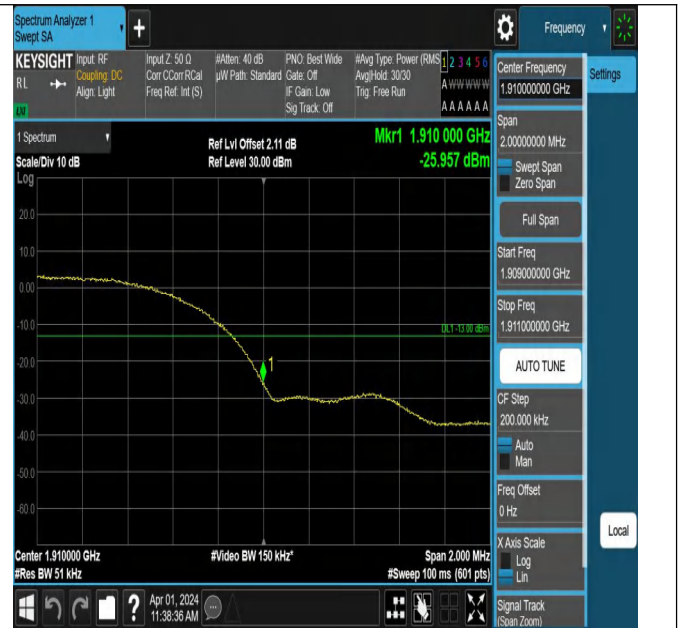 Spectrum Analyzer 1
Swept SA
+
Frequency
KEYSIGHT
RL
LXI
Input: RF
Coupling: DC
Align: Light
Input Z: 50 Ω
Corr CCorr RCal
Freq Ref: Int (S)
#Atten: 40 dB
µW Path: Standard
PNO: Best Wide
Gate: Off
IF Gain: Low
Sig Track: Off
#Avg Type: Power (RMS
Avg|Hold: 30/30
Trig: Free Run
1 2 3 4 5 6
A W W W W W
A A A A A A
1 Spectrum
Scale/Div 10 dB
Log
Ref Lvl Offset 2.11 dB
Ref Level 30.00 dBm
Mkr1 1.910 000 GHz
-25.957 dBm
20.0
10.0
0.00
-10.0
-20.0
-30.0
-40.0
-50.0
-60.0
DL1 -13.00 dBm
1
Center 1.910000 GHz
#Res BW 51 kHz
#Video BW 150 kHz*
Span 2.000 MHz
#Sweep 100 ms (601 pts)
Center Frequency
1.910000000 GHz
Settings
Span
2.00000000 MHz
Swept Span
Zero Span
Full Span
Start Freq
1.909000000 GHz
Stop Freq
1.911000000 GHz
AUTO TUNE
CF Step
200.000 kHz
Auto
Man
Freq Offset
0 Hz
X Axis Scale
Log
Lin
Local
Signal Track
(Span Zoom)
?
Apr 01, 2024
11:38:36 AM